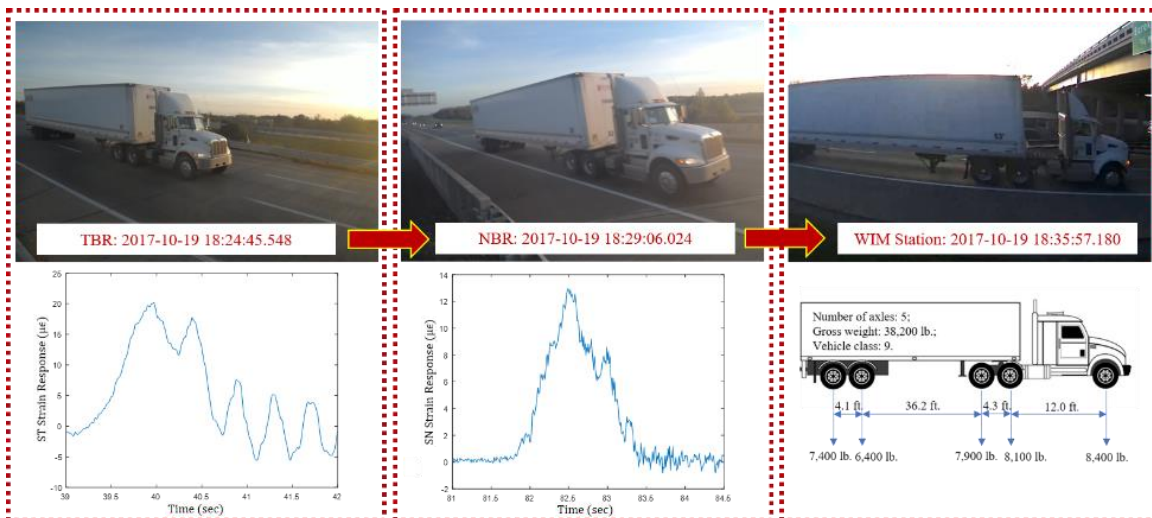 TBR: 2017-10-19 18:24:45.548
NBR: 2017-10-19 18:29:06.024
WIM Station: 2017-10-19 18:35:57.180
53'
25
20
15
10
5
0
-5
-10
ST Strain Response (με)
39
39.5
40
40.5
41
41.5
42
Time (sec)
14
12
10
8
6
4
2
0
-2
SN Strain Response (με)
81
81.5
82
82.5
83
83.5
84
84.5
Time (sec)
Number of axles: 5;
Gross weight: 38,200 lb.;
Vehicle class: 9.
4.1 ft.
36.2 ft.
4.3 ft.
12.0 ft.
7,400 lb.
6,400 lb.
7,900 lb.
8,100 lb.
8,400 lb.